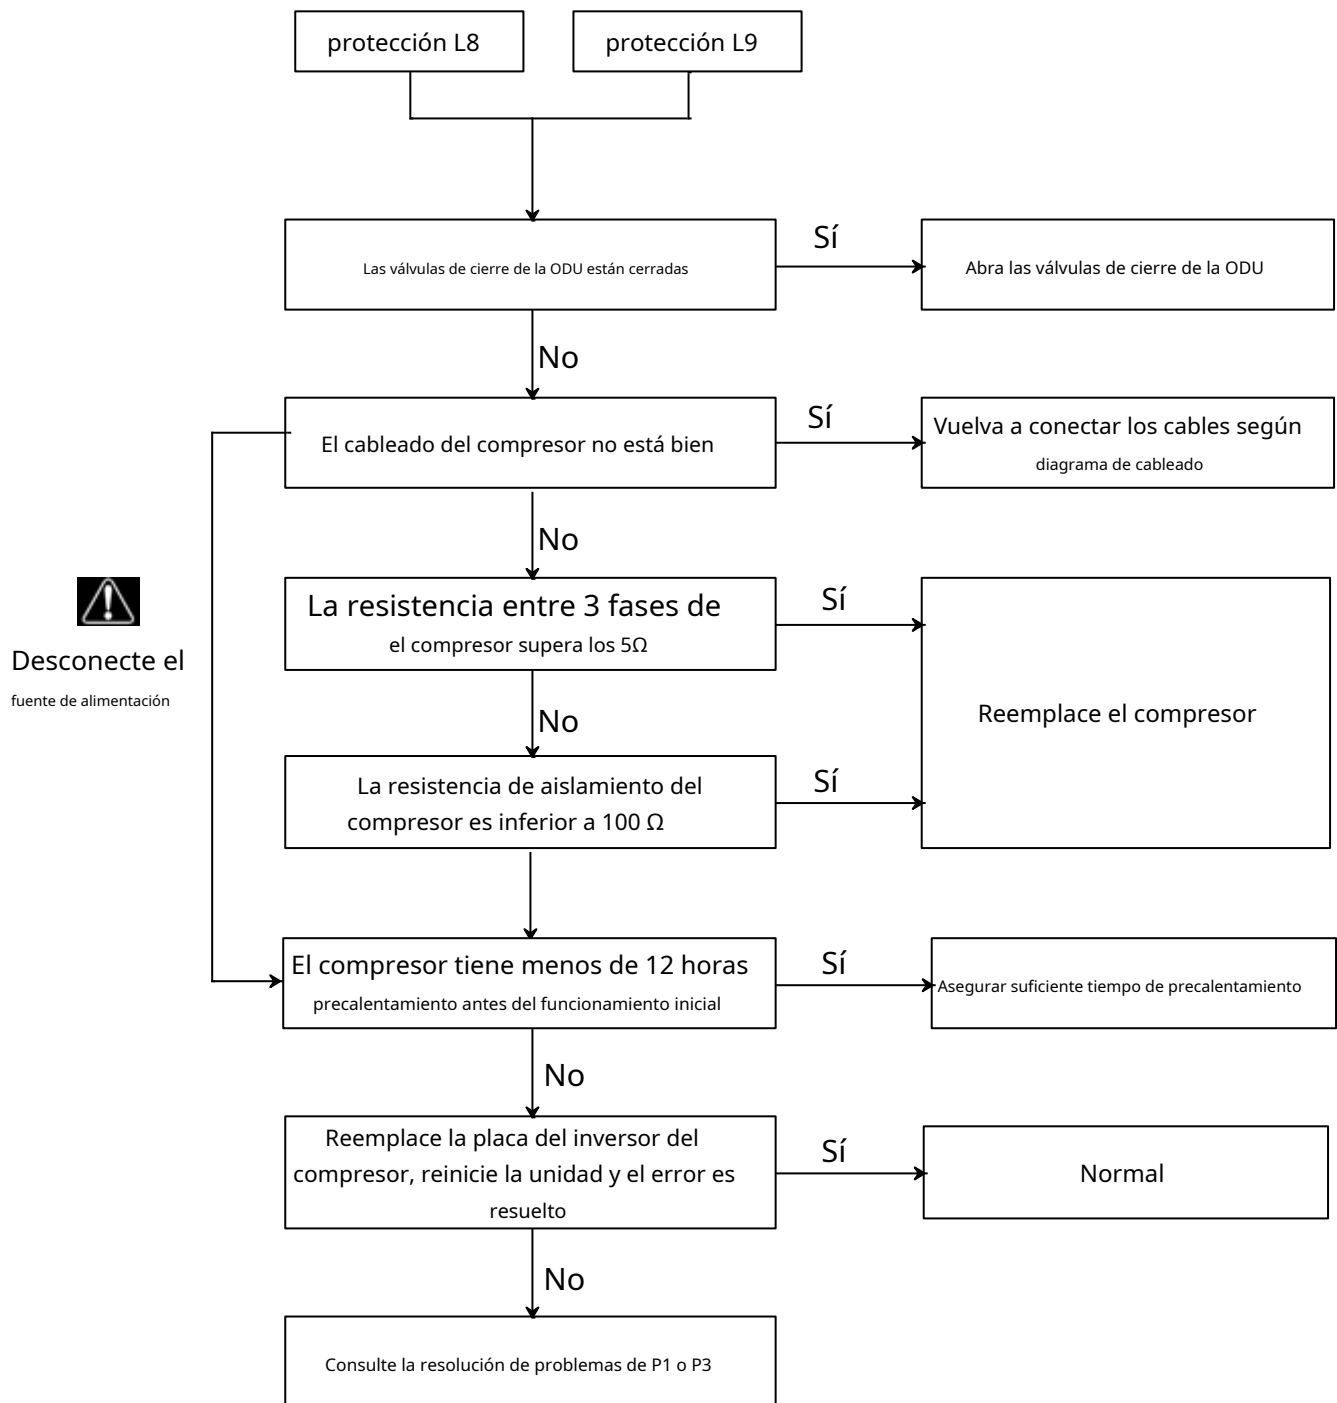 protección L8
protección L9
Las válvulas de cierre de la ODU están cerradas
Sí
Abra las válvulas de cierre de la ODU
No
El cableado del compresor no está bien
Sí
Vuelva a conectar los cables según
diagrama de cableado
No
La resistencia entre 3 fases de
el compresor supera los 5Ω
Sí
Reemplace el compresor
Desconecte el
fuente de alimentación
No
La resistencia de aislamiento del
compresor es inferior a 100 Ω
Sí
El compresor tiene menos de 12 horas
precalentamiento antes del funcionamiento inicial
Sí
Asegurar suficiente tiempo de precalentamiento
No
Reemplace la placa del inversor del
compresor, reinicie la unidad y el error es
resuelto
Sí
Normal
No
Consulte la resolución de problemas de P1 o P3